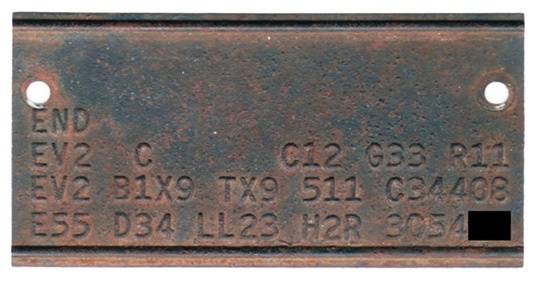 END
EV2 C C12 G33 R11
EV2 B1X9 TX9 511 C34408
E55 D34 LL23 H2R 3054